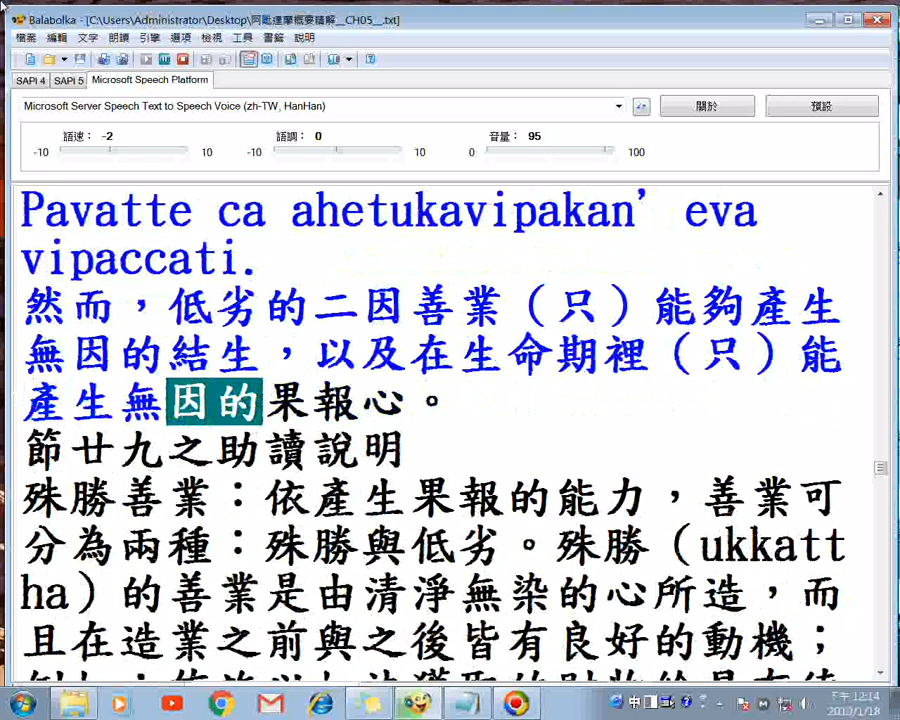 Balabolka - [C:\Users\Administrator\Desktop\阿毗達摩概要精解__CH05__.txt]
檔案 編輯 文字 朗讀 引擎 選項 檢視 工具 書籤 說明
SAPI 4 SAPI 5 Microsoft Speech Platform
Microsoft Server Speech Text to Speech Voice (zh-TW, HanHan) 關於 預設
語速： -2 語調： 0 音量： 95
-10 10 -10 10 0 100
Pavatte ca ahetukavipakan’ eva
vipaccati.
然而，低劣的二因善業（只）能夠產生
無因的結生，以及在生命期裡（只）能
產生無因的果報心。
節廿九之助讀說明
殊勝善業：依產生果報的能力，善業可
分為兩種：殊勝與低劣。殊勝（ukkatt
ha）的善業是由清淨無染的心所造，而
且在造業之前與之後皆有良好的動機；
中
下午 12:14
2019/1/18